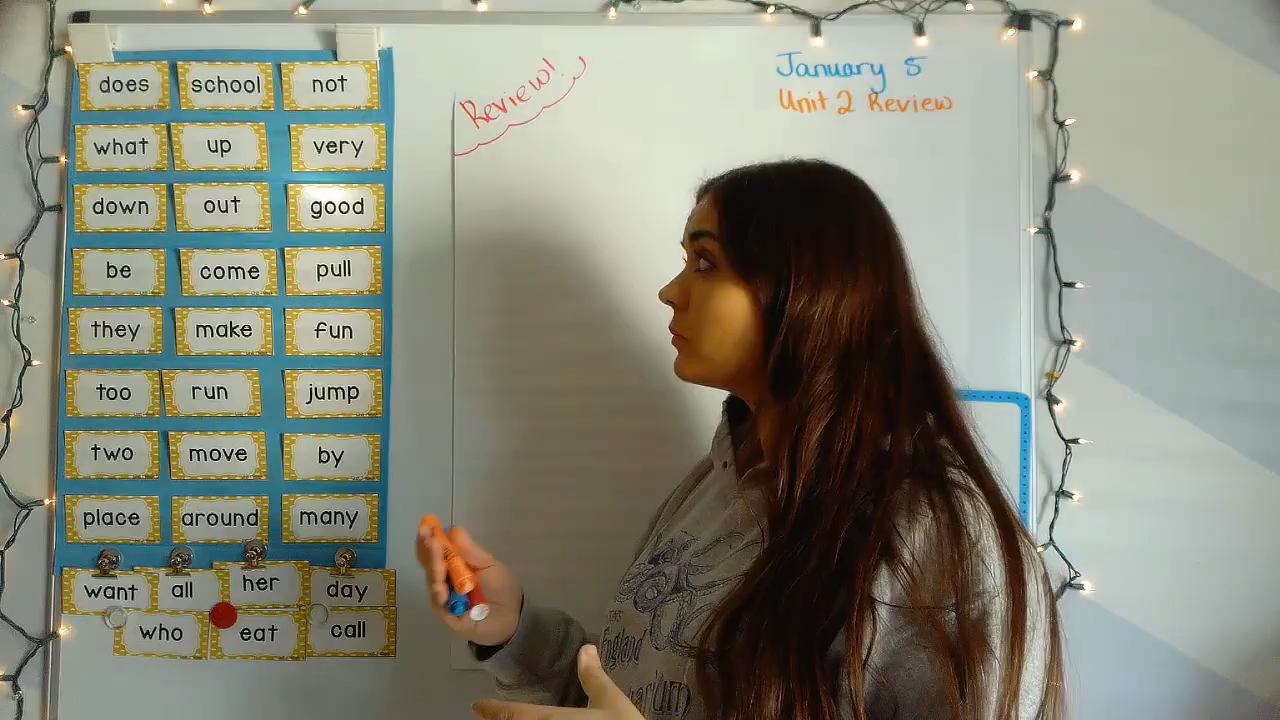 does school not
what up very
down out good
be come pull
they make fun
too run jump
two move by
place around many
want all her day
who eat call
Review!
January 5
Unit 2 Review
England